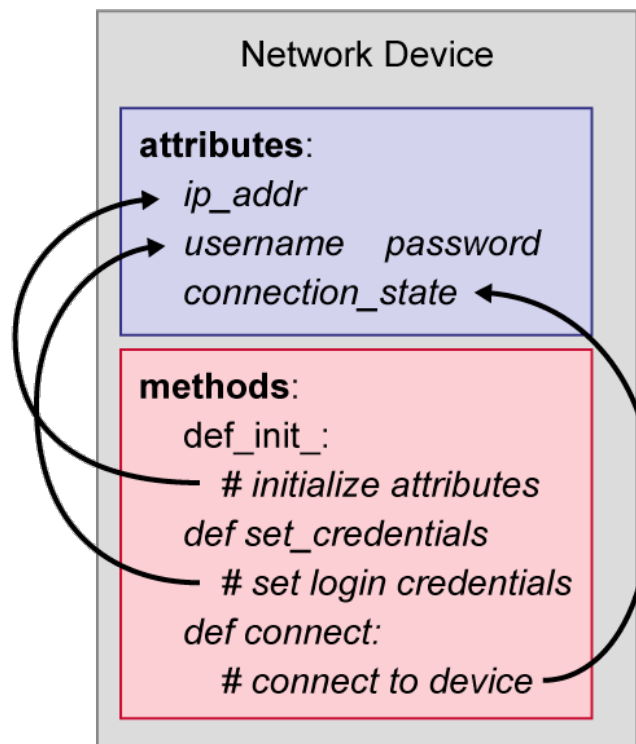 Network Device
attributes:
ip_addr
username password
connection_state
methods:
def_init_:
# initialize attributes
def set_credentials
# set login credentials
def connect:
# connect to device